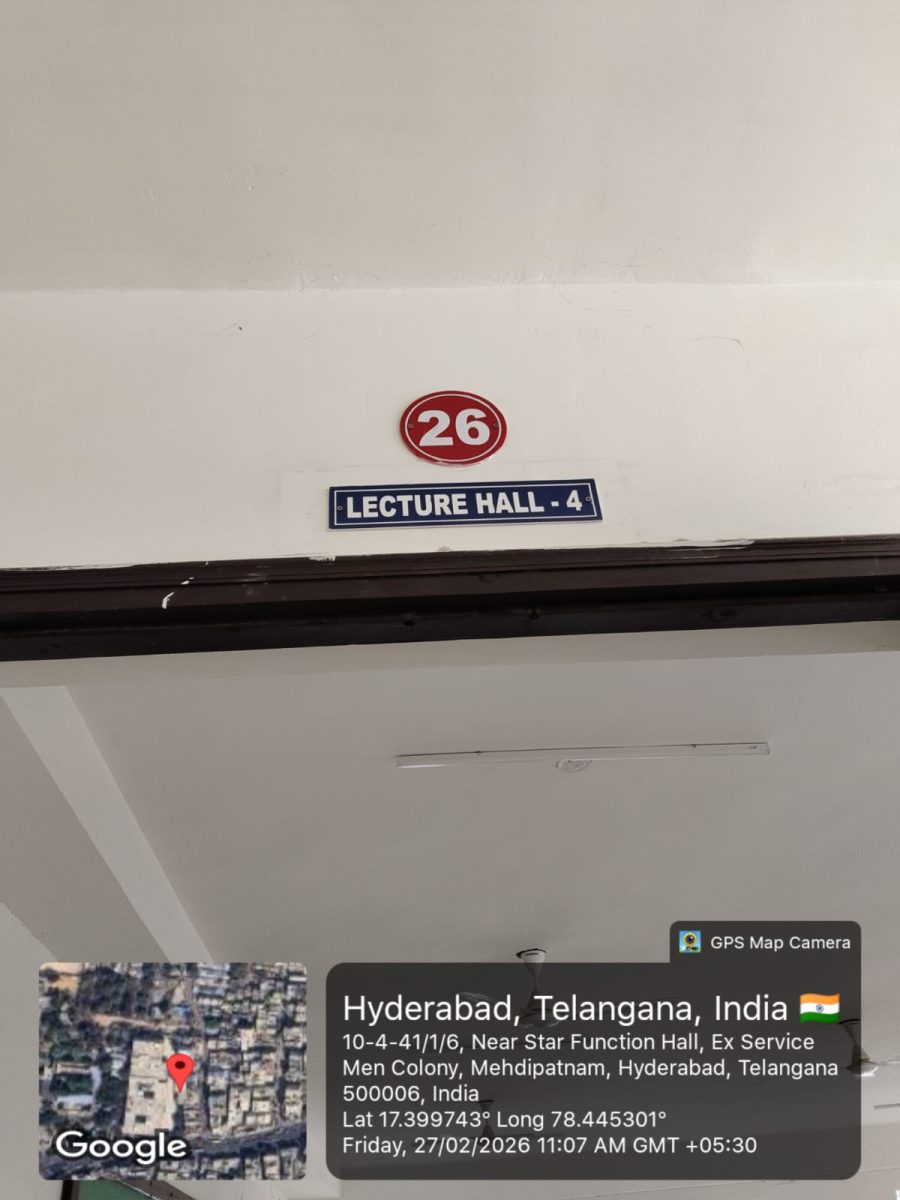 26
LECTURE HALL - 4
GPS Map Camera
Hyderabad, Telangana, India
10-4-41/1/6, Near Star Function Hall, Ex Service
Men Colony, Mehdipatnam, Hyderabad, Telangana
500006, India
Lat 17.399743° Long 78.445301°
Friday, 27/02/2026 11:07 AM GMT +05:30
Google